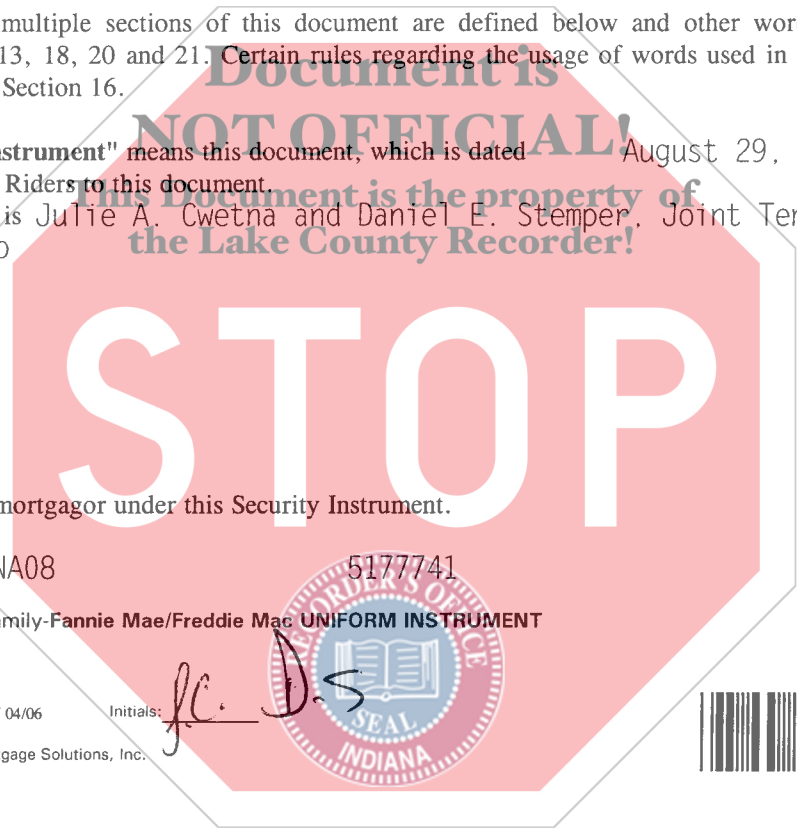 multiple sections of this document are defined below and other wor
13, 18, 20 and 21. Certain rules regarding the usage of words used in
Section 16.
Document is
NOT OFFICIAL!
This Document is the property of
the Lake County Recorder!
strument" means this document, which is dated August 29,
Riders to this document.
is Julie A. Cwetna and Daniel E. Stemper, Joint Ter
STOP
mortgagor under this Security Instrument.
NA08 5177741
mily-Fannie Mae/Freddie Mac UNIFORM INSTRUMENT
04/06 Initials: J.C. D.S
gage Solutions, Inc.
RECORDER'S OFFICE
SEAL
INDIANA